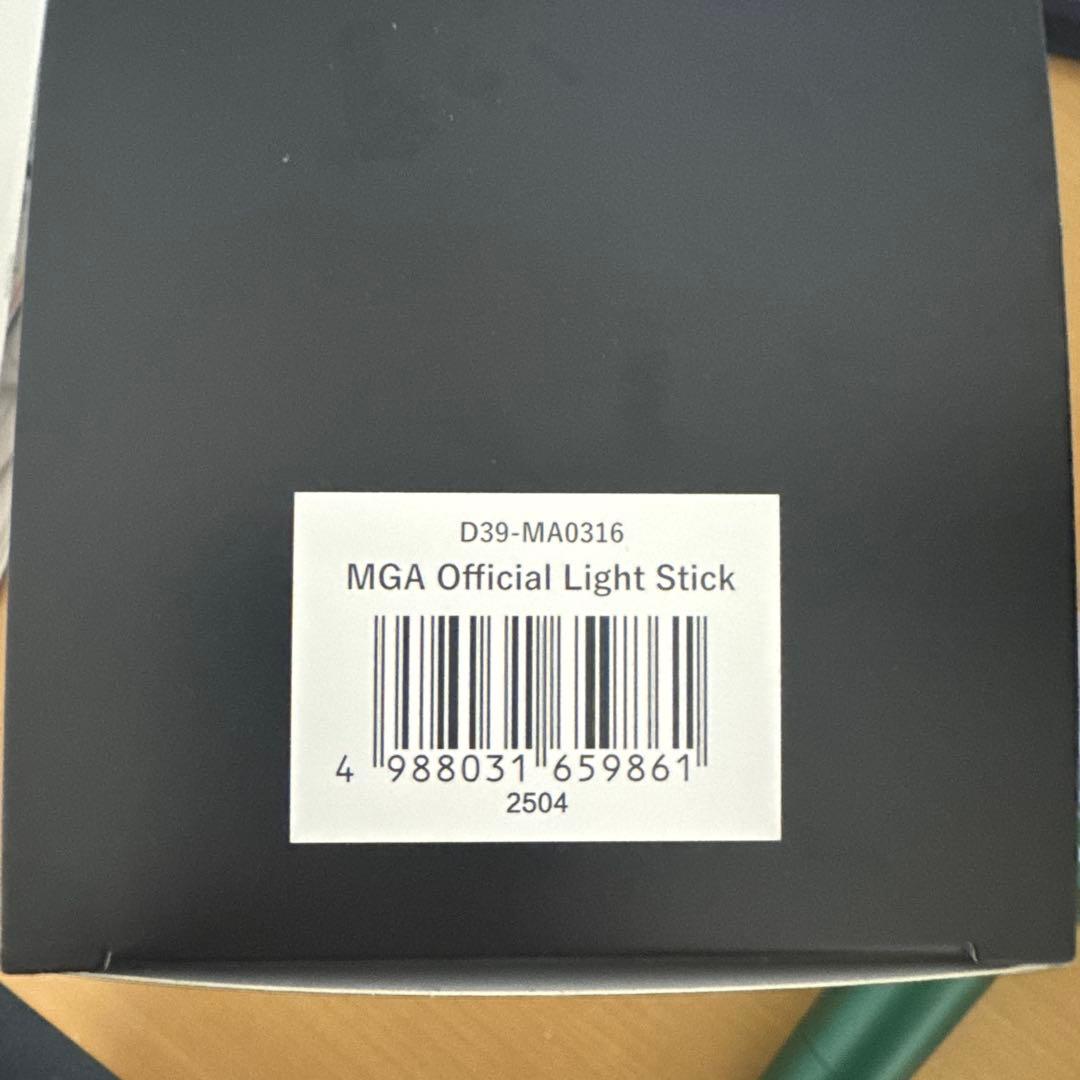 D39-MA0316
MGA Official Light Stick
4 988031 659861
2504